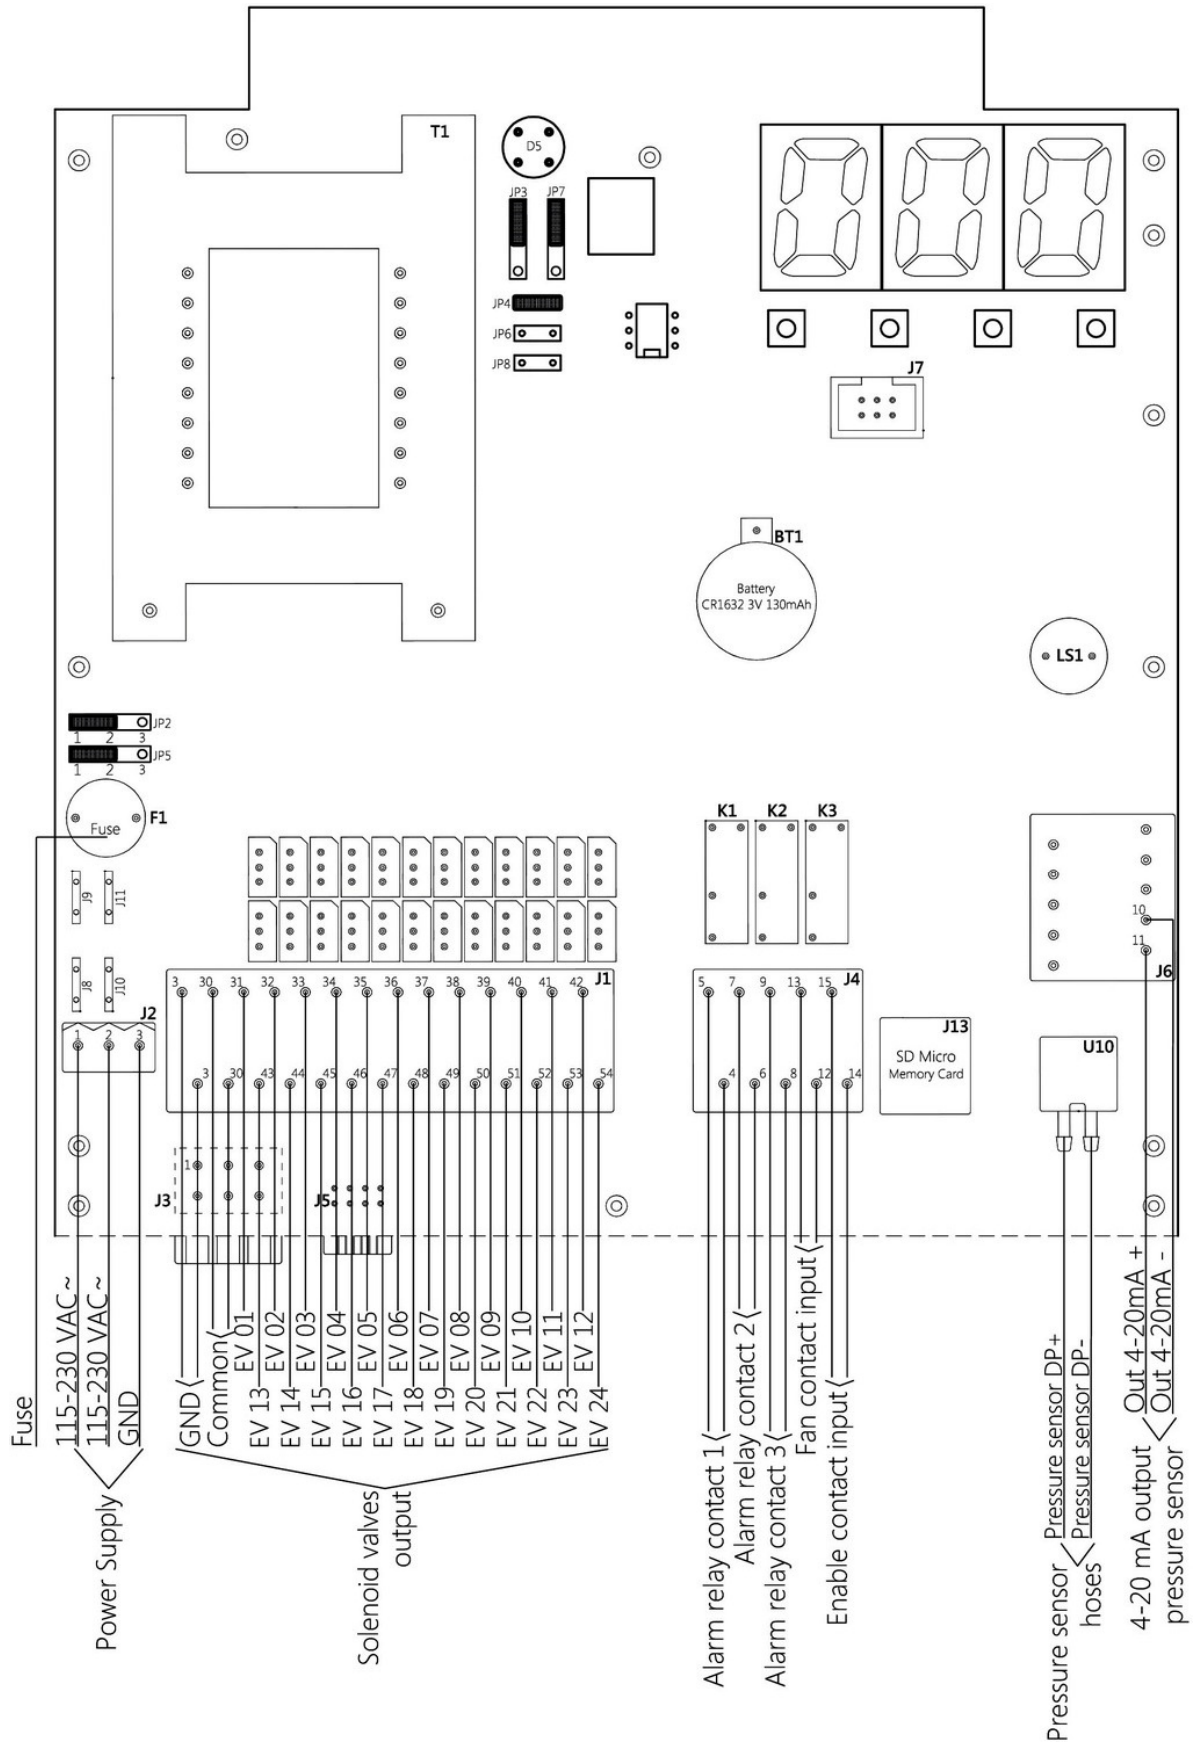 T1
D5
JP3
JP7
JP4
JP6
JP8
J7
BT1
Battery
CR1632 3V 130mAh
LS1
JP2
1 2 3
JP5
1 2 3
F1
Fuse
K1 K2 K3
J9
J11
J8
J10
10
11
J6
J2
1 2 3
J1
3 30 31 32 33 34 35 36 37 38 39 40 41 42
3 30 43 44 45 46 47 48 49 50 51 52 53 54
J4
5 7 9 13 15
4 6 8 12 14
J13
SD Micro
Memory Card
U10
J3
1
J5
Fuse
115-230 VAC~
115-230 VAC~
GND
Power Supply
GND
Common
EV 01
EV 13
EV 02
EV 14
EV 03
EV 15
EV 04
EV 16
EV 05
EV 17
EV 06
EV 18
EV 07
EV 19
EV 08
EV 20
EV 09
EV 21
EV 10
EV 22
EV 11
EV 23
EV 12
EV 24
Solenoid valves
output
Alarm relay contact 1
Alarm relay contact 2
Alarm relay contact 3
Fan contact input
Enable contact input
Pressure sensor DP+
Pressure sensor DP-
Pressure sensor
hoses
Out 4-20mA +
Out 4-20mA -
4-20 mA output
pressure sensor